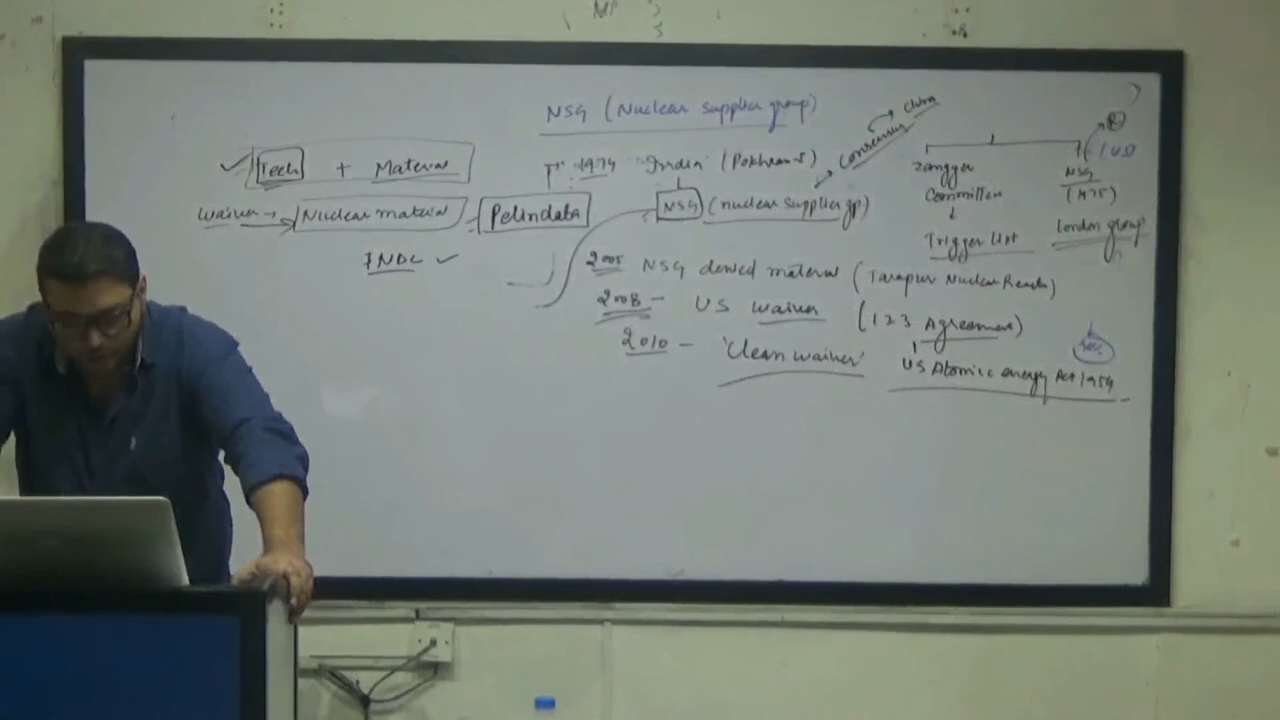 NSG (Nuclear supplier group)
Tech + Material
1974 India (Pokhran-I)
Consensus → China
waiver → Nuclear material
Pelindaba
NSG (nuclear supplier gp)
INDC
2005 NSG denied material (Tarapur Nuclear
2008 - US waiver (123 Agreement)
2010 - 'Clean waiver'
US Atomic energy Act 1954
Zangger
Committee
Trigger list
NSG
(1975)
London group